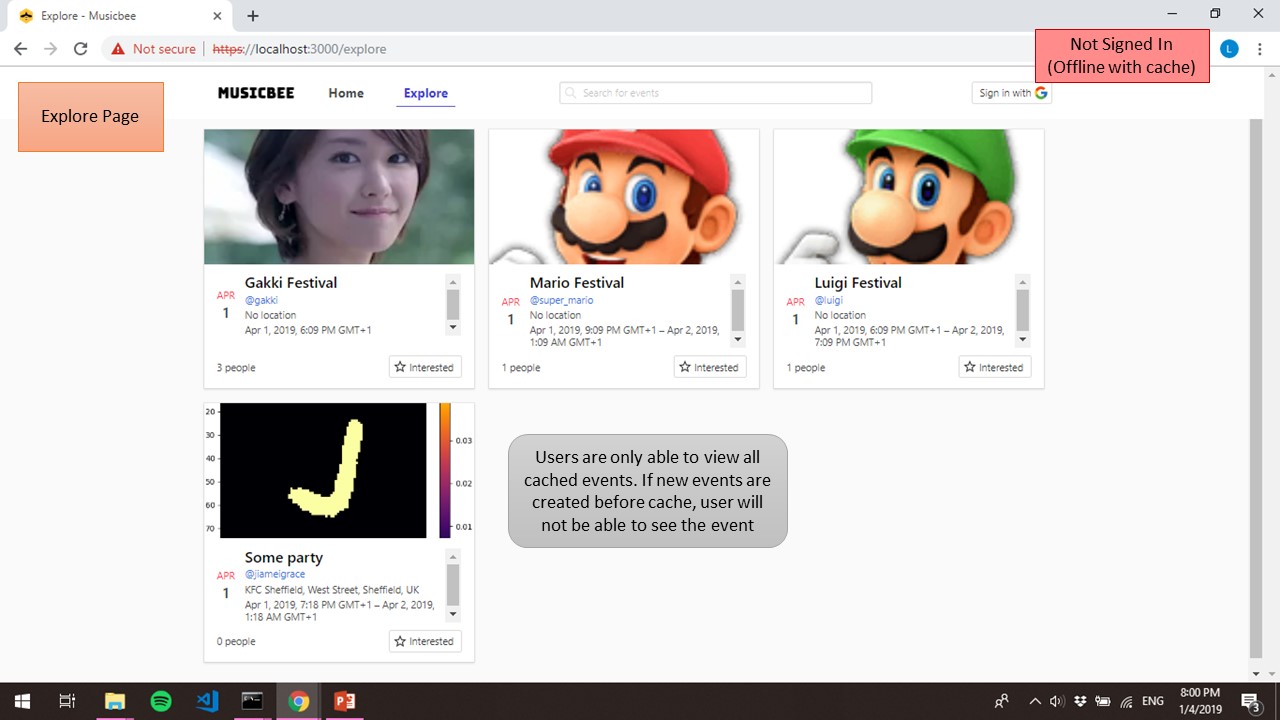 Explore - Musicbee
Not secure | https://localhost:3000/explore
L
Not Signed In
(Offline with cache)
Explore Page
MUSICBEE Home Explore Search for events Sign in with G
Gakki Festival
APR
1
@gakki
No location
Apr 1, 2019, 6:09 PM GMT+1
3 people Interested
Mario Festival
APR
1
@super_mario
No location
Apr 1, 2019, 9:09 PM GMT+1 – Apr 2, 2019,
1:09 AM GMT+1
1 people Interested
Luigi Festival
APR
1
@luigi
No location
Apr 1, 2019, 6:09 PM GMT+1 – Apr 2, 2019,
7:09 PM GMT+1
1 people Interested
20
30
40
50
60
70
0.03
0.02
0.01
Some party
APR
1
@jiameigrace
KFC Sheffield, West Street, Sheffield, UK
Apr 1, 2019, 7:18 PM GMT+1 – Apr 2, 2019,
1:18 AM GMT+1
0 people Interested
Users are only able to view all
cached events. If new events are
created before cache, user will
not be able to see the event
ENG
8:00 PM
1/4/2019
3